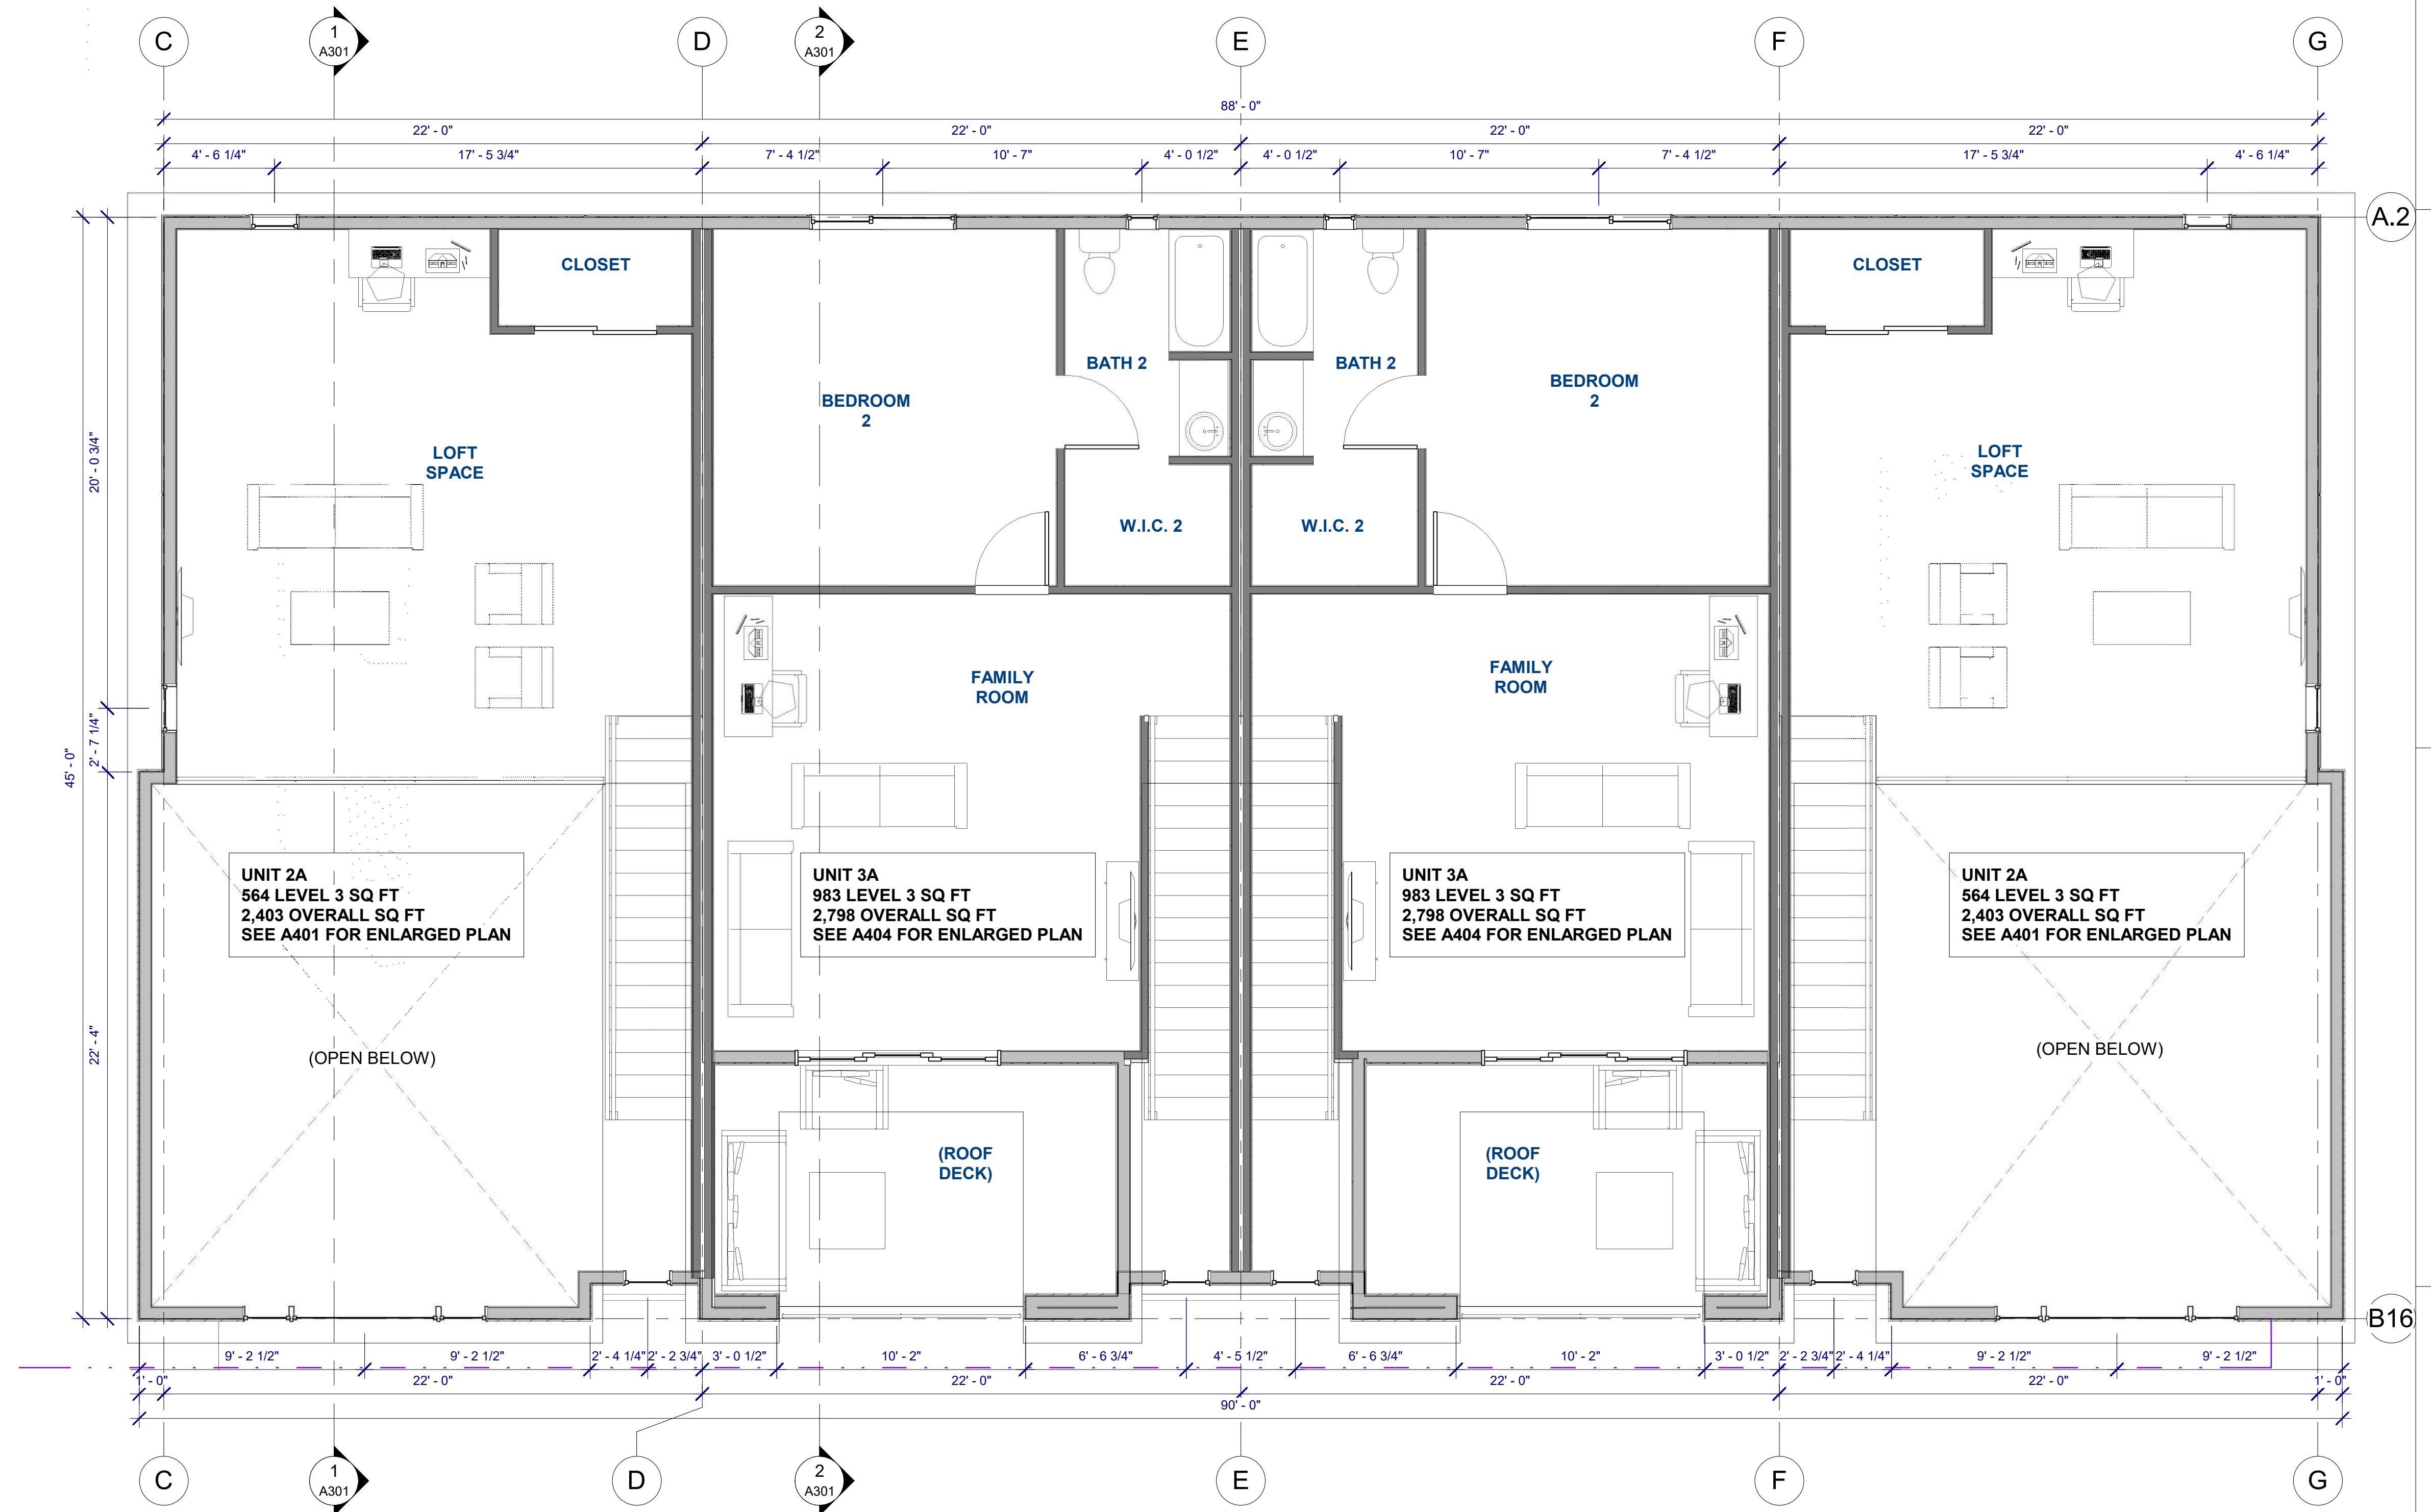 C
1
A301
D
2
A301
E
F
G
88' - 0"
22' - 0"
22' - 0"
22' - 0"
22' - 0"
4' - 6 1/4"
17' - 5 3/4"
7' - 4 1/2"
10' - 7"
4' - 0 1/2"
4' - 0 1/2"
10' - 7"
7' - 4 1/2"
17' - 5 3/4"
4' - 6 1/4"
A.2
CLOSET
CLOSET
BATH 2
BATH 2
BEDROOM
2
BEDROOM
2
LOFT
SPACE
LOFT
SPACE
20' - 0 3/4"
W.I.C. 2
W.I.C. 2
FAMILY
ROOM
FAMILY
ROOM
2' - 7 1/4"
45' - 0"
UNIT 2A
564 LEVEL 3 SQ FT
2,403 OVERALL SQ FT
SEE A401 FOR ENLARGED PLAN
UNIT 3A
983 LEVEL 3 SQ FT
2,798 OVERALL SQ FT
SEE A404 FOR ENLARGED PLAN
UNIT 3A
983 LEVEL 3 SQ FT
2,798 OVERALL SQ FT
SEE A404 FOR ENLARGED PLAN
UNIT 2A
564 LEVEL 3 SQ FT
2,403 OVERALL SQ FT
SEE A401 FOR ENLARGED PLAN
22' - 4"
(OPEN BELOW)
(OPEN BELOW)
(ROOF
DECK)
(ROOF
DECK)
B16
9' - 2 1/2"
9' - 2 1/2"
2' - 4 1/4"
2' - 2 3/4"
3' - 0 1/2"
10' - 2"
6' - 6 3/4"
4' - 5 1/2"
6' - 6 3/4"
10' - 2"
3' - 0 1/2"
2' - 2 3/4"
2' - 4 1/4"
9' - 2 1/2"
9' - 2 1/2"
1' - 0"
22' - 0"
22' - 0"
22' - 0"
22' - 0"
1' - 0"
90' - 0"
C
1
A301
D
2
A301
E
F
G